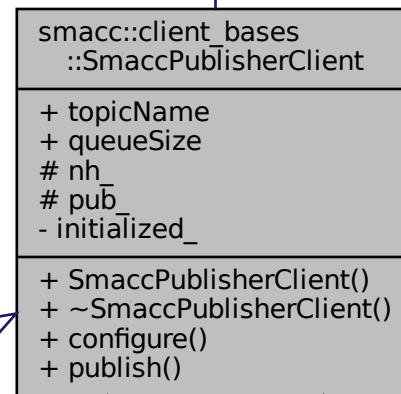 smacc::client_bases
::SmaccPublisherClient
+ topicName
+ queueSize
# nh_
# pub_
- initialized_
+ SmaccPublisherClient()
+ ~SmaccPublisherClient()
+ configure()
+ publish()